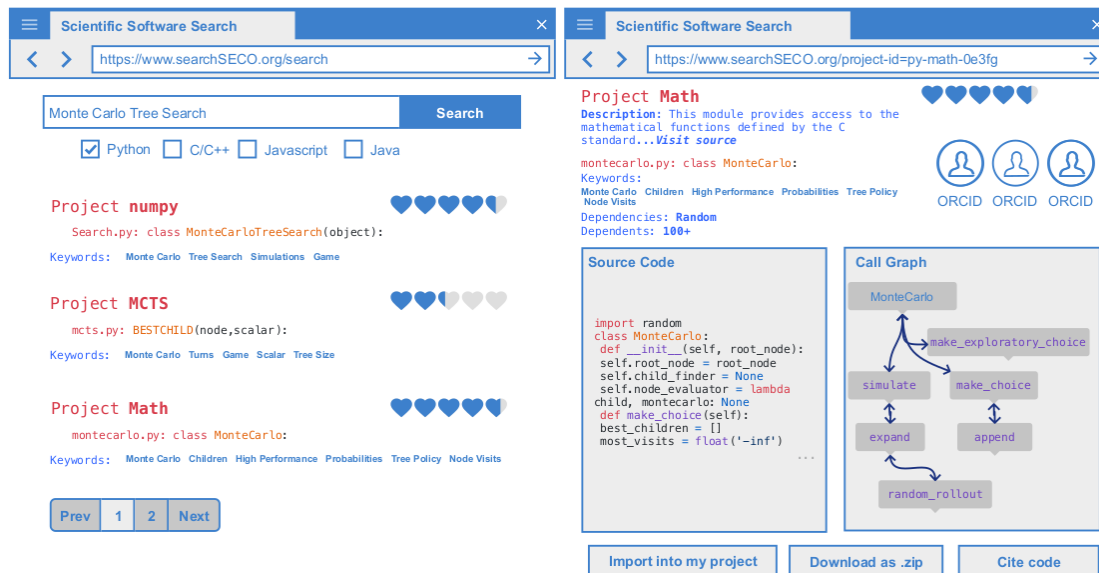 Scientific Software Search
https://www.searchSECO.org/search
Monte Carlo Tree Search
Search
Python
C/C++
Javascript
Java
Project numpy
Search.py: class MonteCarloTreeSearch(object):
Keywords: Monte Carlo Tree Search Simulations Game
Project MCTS
mcts.py: BESTCHILD(node,scalar):
Keywords: Monte Carlo Turns Game Scalar Tree Size
Project Math
montecarlo.py: class MonteCarlo:
Keywords: Monte Carlo Children High Performance Probabilities Tree Policy Node Visits
Prev 1 2 Next
Scientific Software Search
https://www.searchSECO.org/project-id=py-math-0e3fg
Project Math
Description: This module provides access to the
mathematical functions defined by the C
standard...Visit source
montecarlo.py: class MonteCarlo:
Keywords:
Monte Carlo Children High Performance Probabilities Tree Policy
Node Visits
Dependencies: Random
Dependents: 100+
ORCID ORCID ORCID
Source Code
import random
class MonteCarlo:
def __init__(self, root_node):
self.root_node = root_node
self.child_finder = None
self.node_evaluator = lambda
child, montecarlo: None
def make_choice(self):
best_children = []
most_visits = float('-inf')
...
Call Graph
MonteCarlo
make_exploratory_choice
simulate
make_choice
expand
append
random_rollout
Import into my project
Download as .zip
Cite code